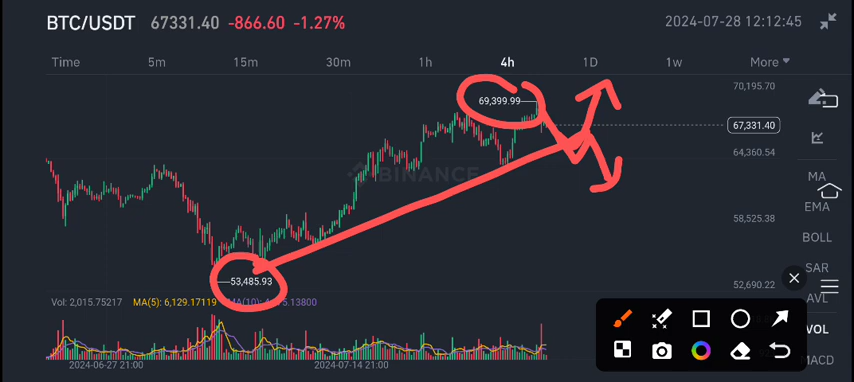 BTC/USDT 67331.40 -866.60 -1.27% 2024-07-28 12:12:45
Time 5m 15m 30m 1h 4h 1D 1w More
70,195.70
69,399.99
67,331.40
64,360.54
BINANCE
MA
EMA
58,525.38
BOLL
53,485.93
SAR
52,690.22
AVL
Vol: 2,015.75217 MA(5): 6,129.17119 MA(10):
VOL
MACD
2024-06-27 21:00 2024-07-14 21:00